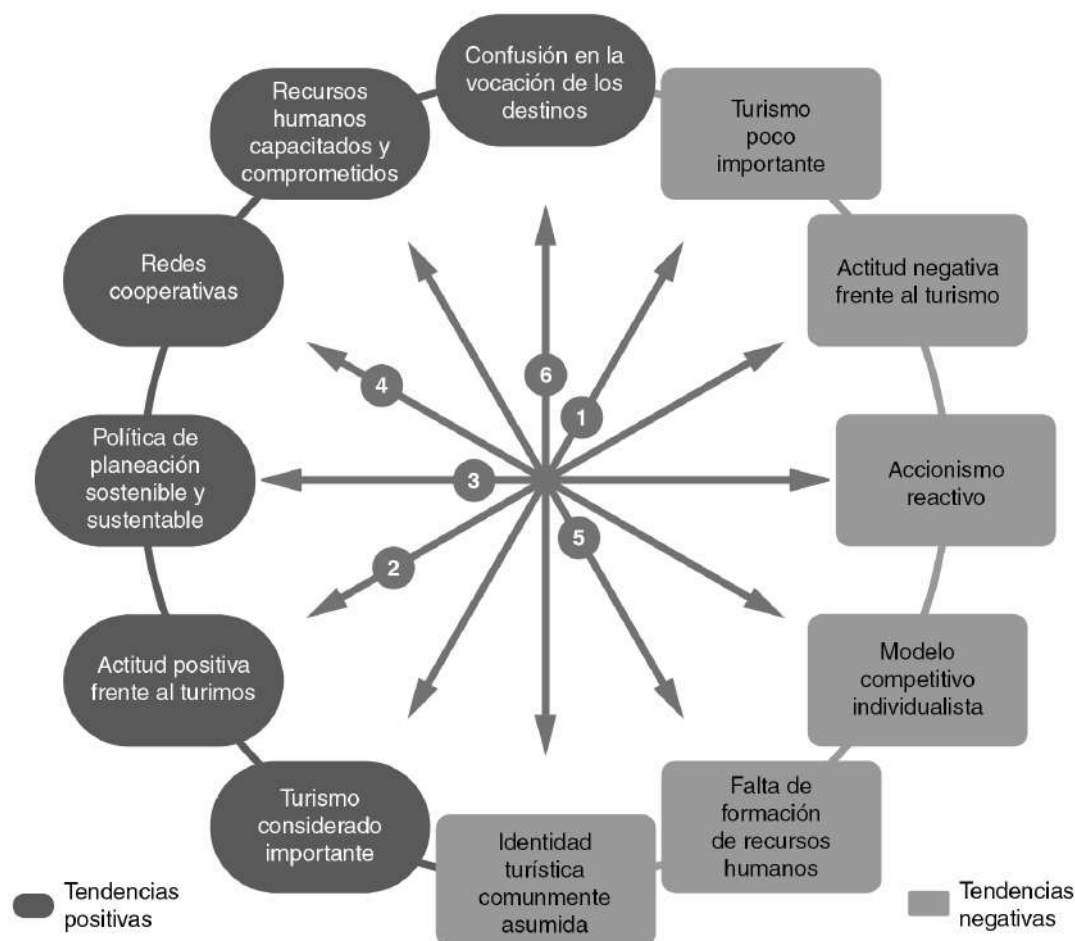 Confusión en la
vocación de los
destinos
Turismo
poco
importante
Actitud negativa
frente al turismo
Accionismo
reactivo
Modelo
competitivo
individualista
Falta de
formación
de recursos
humanos
Identidad
turística
comunmente
asumida
Turismo
considerado
importante
Actitud positiva
frente al turimos
Política de
planeación
sostenible y
sustentable
Redes
cooperativas
Recursos
humanos
capacitados y
comprometidos
6
1
4
3
5
2
Tendencias
positivas
Tendencias
negativas